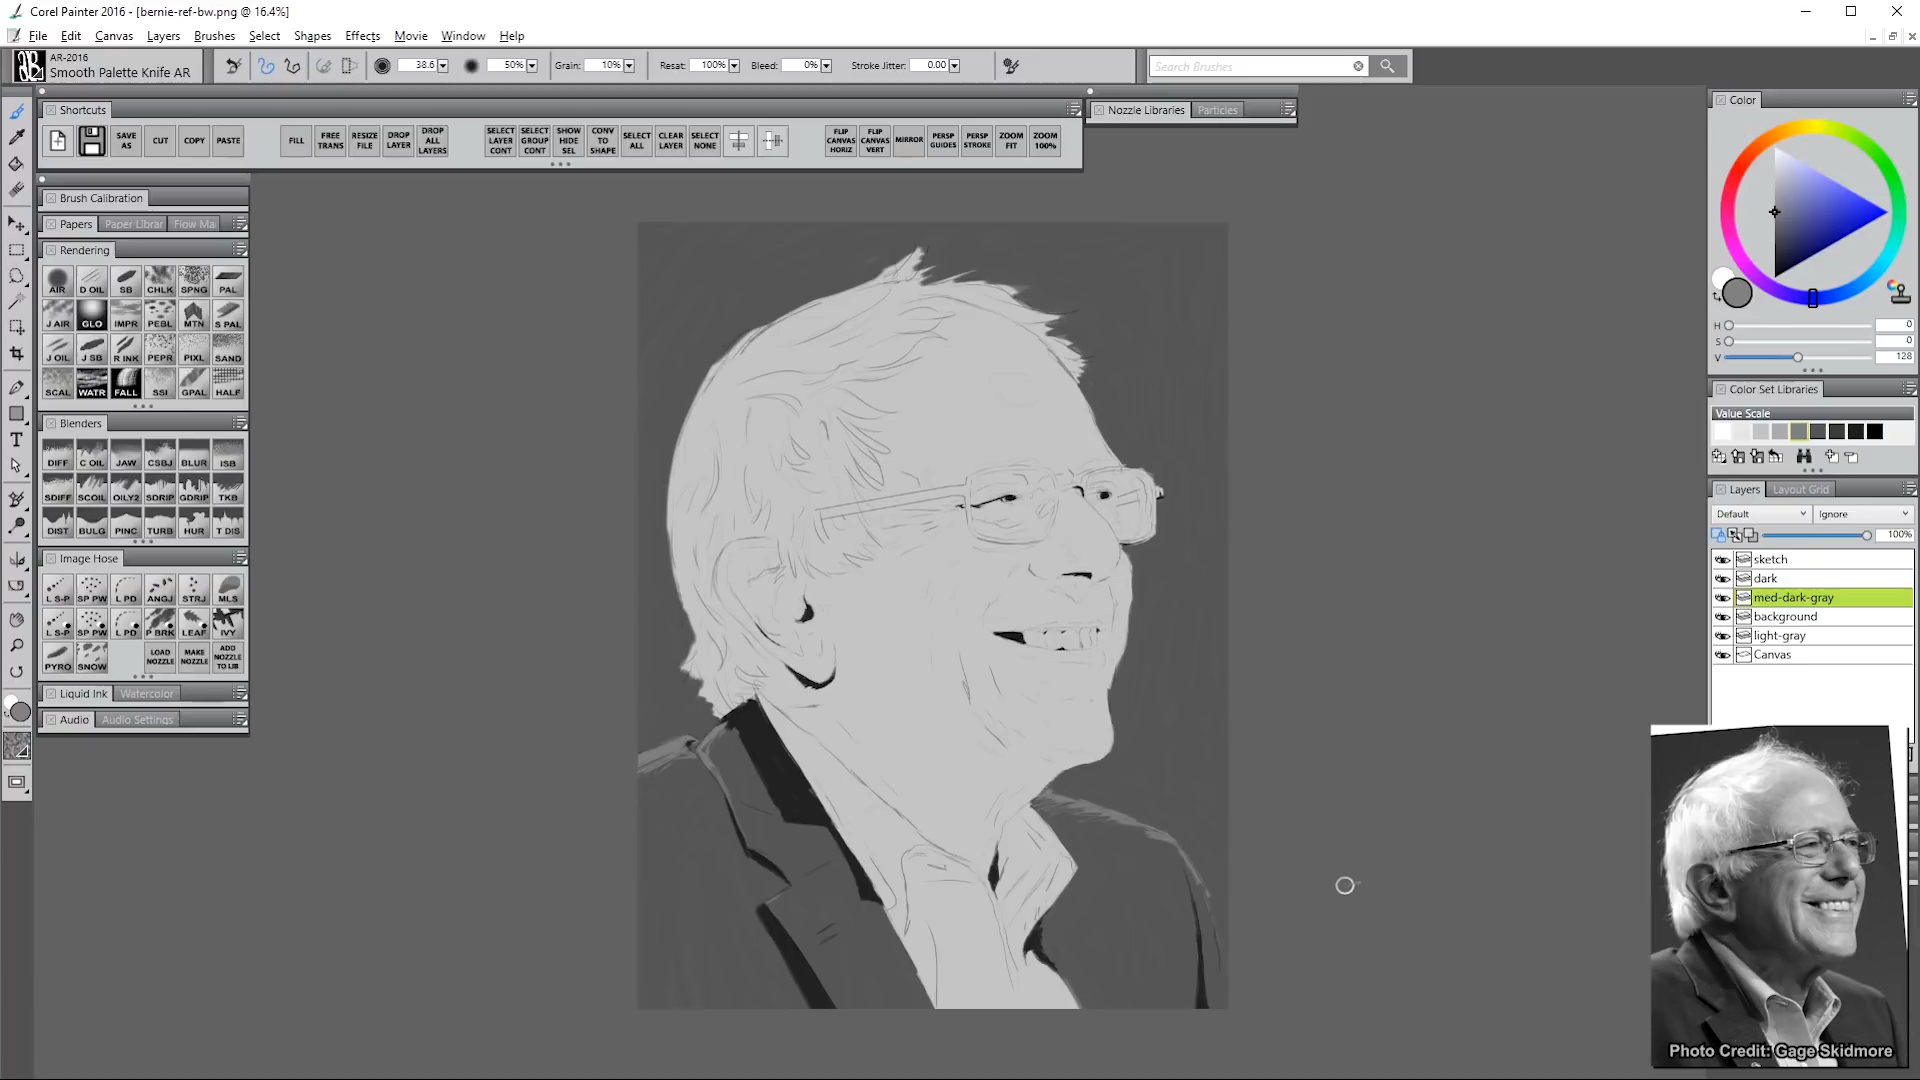 Corel Painter 2016 - [bernie-ref-bw.png @ 16.4%]
File Edit Canvas Layers Brushes Select Shapes Effects Movie Window Help
AR-2016
Smooth Palette Knife AR
38.6 50% Grain: 10% Resat: 100% Bleed: 0% Stroke Jitter: 0.00
Search Brushes
Shortcuts
Nozzle Libraries Particles
SAVE AS CUT COPY PASTE FILL FREE TRANS RESIZE FILE DROP LAYER DROP ALL LAYERS SELECT LAYER CONT SELECT GROUP CONT SHOW HIDE SEL CONV TO SHAPE SELECT ALL CLEAR LAYER SELECT NONE FLIP CANVAS HORIZ FLIP CANVAS VERT MIRROR PERSP GUIDES PERSP STROKE ZOOM FIT ZOOM 100%
Brush Calibration
Papers Paper Librar Flow Ma
Rendering
AIR D OIL SB CHLK SPNG PAL
J AIR GLO IMPR PEBL MTN S PAL
J OIL J SB R INK PEPR PIXL SAND
SCAL WATR FALL SSI GPAL HALF
Blenders
DIFF C OIL JAW CSBJ BLUR ISB
SDIFF SCOIL OILY2 SDRIP GDRIP TKB
DIST BULG PINC TURB HUR T DIS
Image Hose
L S-P SP PW L PD ANGJ STRJ MLS
L S-P SP PW L PD P BRK LEAF IVY
PYRO SNOW LOAD NOZZLE MAKE NOZZLE ADD NOZZLE TO LIB
Liquid Ink Watercolor
Audio Audio Settings
Color
H 0
S 0
V 128
Color Set Libraries
Value Scale
Layers Layout Grid
Default Ignore
100%
sketch
dark
med-dark-gray
background
light-gray
Canvas
Photo Credit: Gage Skidmore